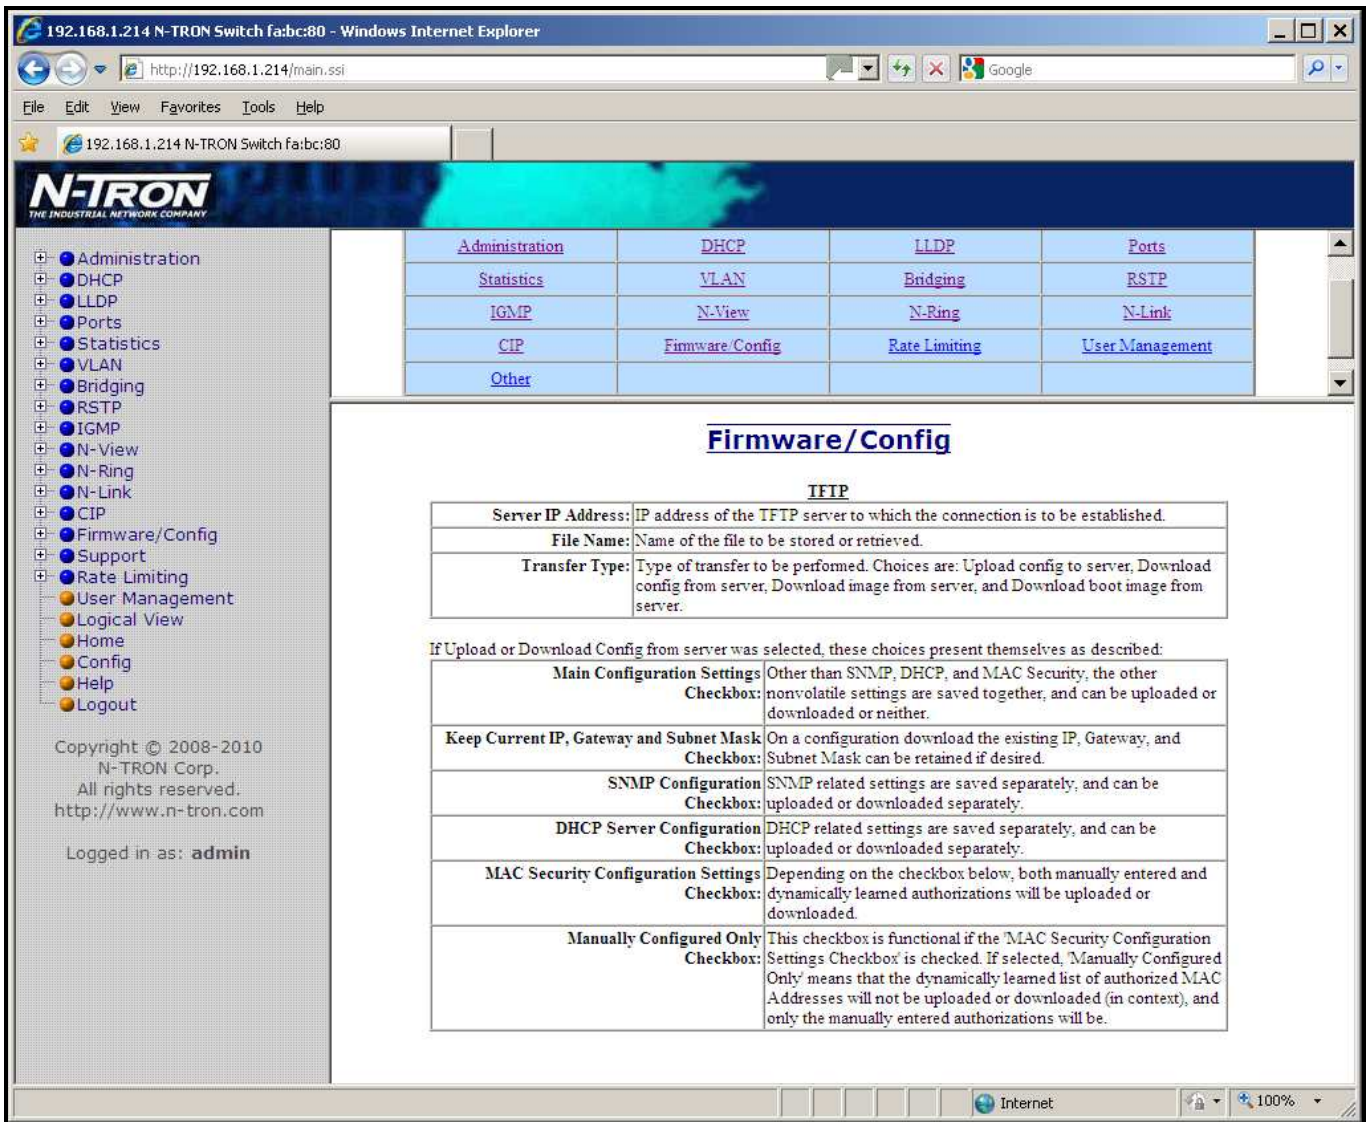 192.168.1.214 N-TRON Switch fa:bc:80 - Windows Internet Explorer
http://192.168.1.214/main.ssi
Google
File Edit View Favorites Tools Help
192.168.1.214 N-TRON Switch fa:bc:80
N-TRON
THE INDUSTRIAL NETWORK COMPANY
Administration
DHCP
LLDP
Ports
Statistics
VLAN
Bridging
RSTP
IGMP
N-View
N-Ring
N-Link
CIP
Firmware/Config
Support
Rate Limiting
User Management
Logical View
Home
Config
Help
Logout
Copyright © 2008-2010
N-TRON Corp.
All rights reserved.
http://www.n-tron.com
Logged in as: admin
Administration DHCP LLDP Ports
Statistics VLAN Bridging RSTP
IGMP N-View N-Ring N-Link
CIP Firmware/Config Rate Limiting User Management
Other
Firmware/Config
TFTP
Server IP Address: IP address of the TFTP server to which the connection is to be established.
File Name: Name of the file to be stored or retrieved.
Transfer Type: Type of transfer to be performed. Choices are: Upload config to server, Download
config from server, Download image from server, and Download boot image from
server.
If Upload or Download Config from server was selected, these choices present themselves as described:
Main Configuration Settings Other than SNMP, DHCP, and MAC Security, the other
Checkbox: nonvolatile settings are saved together, and can be uploaded or
downloaded or neither.
Keep Current IP, Gateway and Subnet Mask On a configuration download the existing IP, Gateway, and
Checkbox: Subnet Mask can be retained if desired.
SNMP Configuration SNMP related settings are saved separately, and can be
Checkbox: uploaded or downloaded separately.
DHCP Server Configuration DHCP related settings are saved separately, and can be
Checkbox: uploaded or downloaded separately.
MAC Security Configuration Settings Depending on the checkbox below, both manually entered and
Checkbox: dynamically learned authorizations will be uploaded or
downloaded.
Manually Configured Only This checkbox is functional if the 'MAC Security Configuration
Checkbox: Settings Checkbox' is checked. If selected, 'Manually Configured
Only' means that the dynamically learned list of authorized MAC
Addresses will not be uploaded or downloaded (in context), and
only the manually entered authorizations will be.
Internet
100%